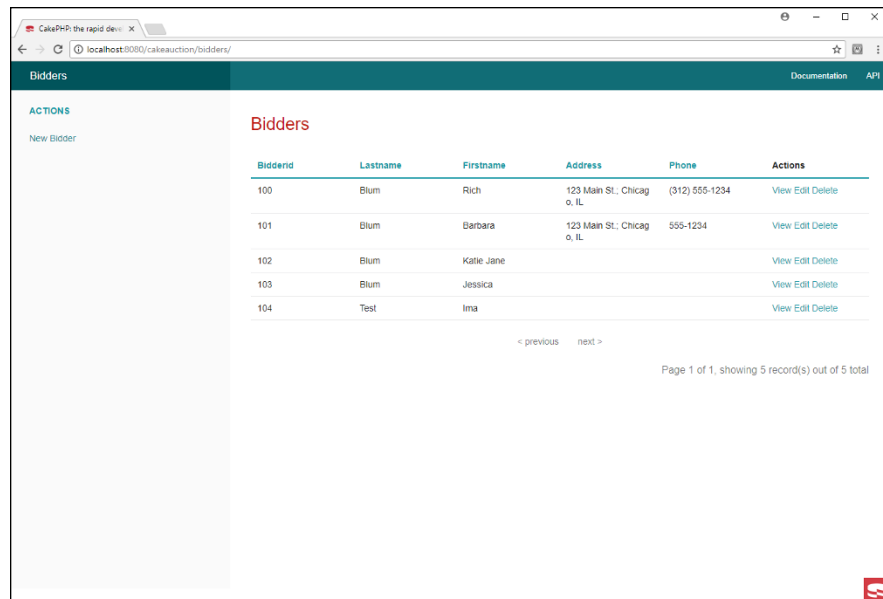 CakePHP: the rapid deve
localhost:8080/cakeauction/bidders/
Bidders Documentation API
ACTIONS
New Bidder
Bidders
Bidderid Lastname Firstname Address Phone Actions
100 Blum Rich 123 Main St.; Chicag (312) 555-1234 View Edit Delete
o, IL
101 Blum Barbara 123 Main St.; Chicag 555-1234 View Edit Delete
o, IL
102 Blum Katie Jane View Edit Delete
103 Blum Jessica View Edit Delete
104 Test Ima View Edit Delete
< previous next >
Page 1 of 1, showing 5 record(s) out of 5 total